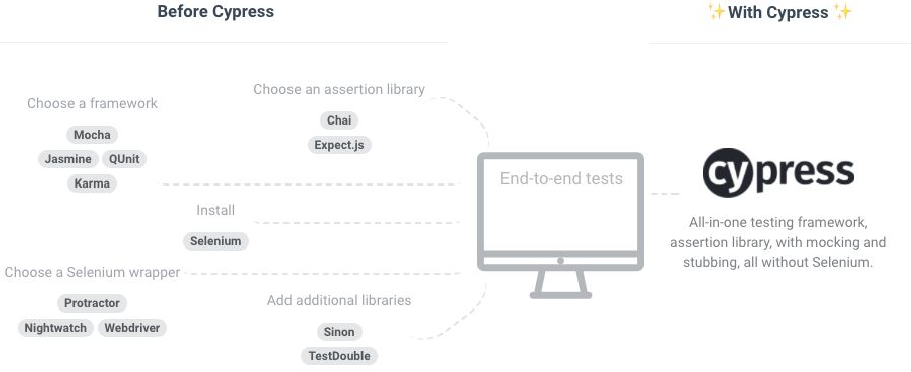 Before Cypress
✨With Cypress ✨
Choose a framework
Mocha
Jasmine QUnit
Karma
Choose an assertion library
Chai
Expect.js
Install
Selenium
Choose a Selenium wrapper
Protractor
Nightwatch Webdriver
Add additional libraries
Sinon
TestDouble
End-to-end tests
cypress
All-in-one testing framework,
assertion library, with mocking and
stubbing, all without Selenium.